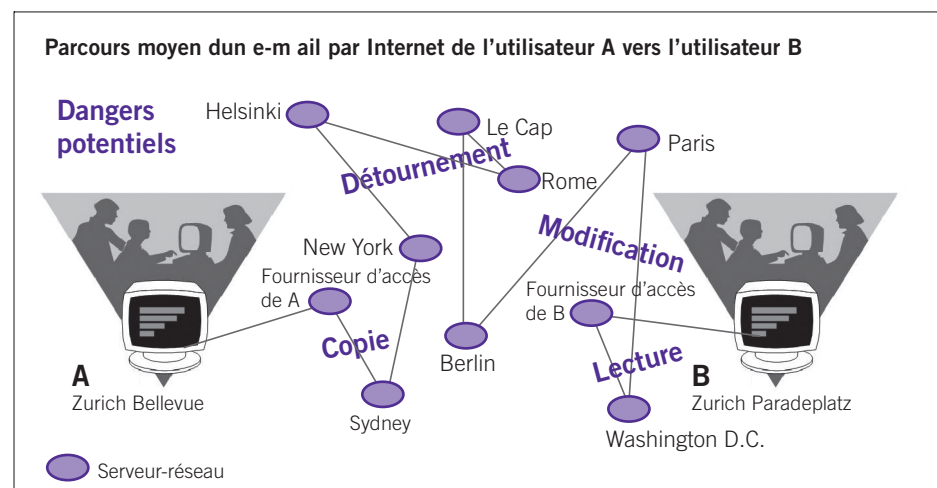 Parcours moyen dun e-m ail par Internet de l'utilisateur A vers l'utilisateur B
Dangers
potentiels
Helsinki
Le Cap
Paris
Détournement
Rome
Modification
New York
Fournisseur d'accès
de A
Fournisseur d'accès
de B
Copie
Berlin
Lecture
A
Zurich Bellevue
B
Zurich Paradeplatz
Sydney
Washington D.C.
Serveur-réseau